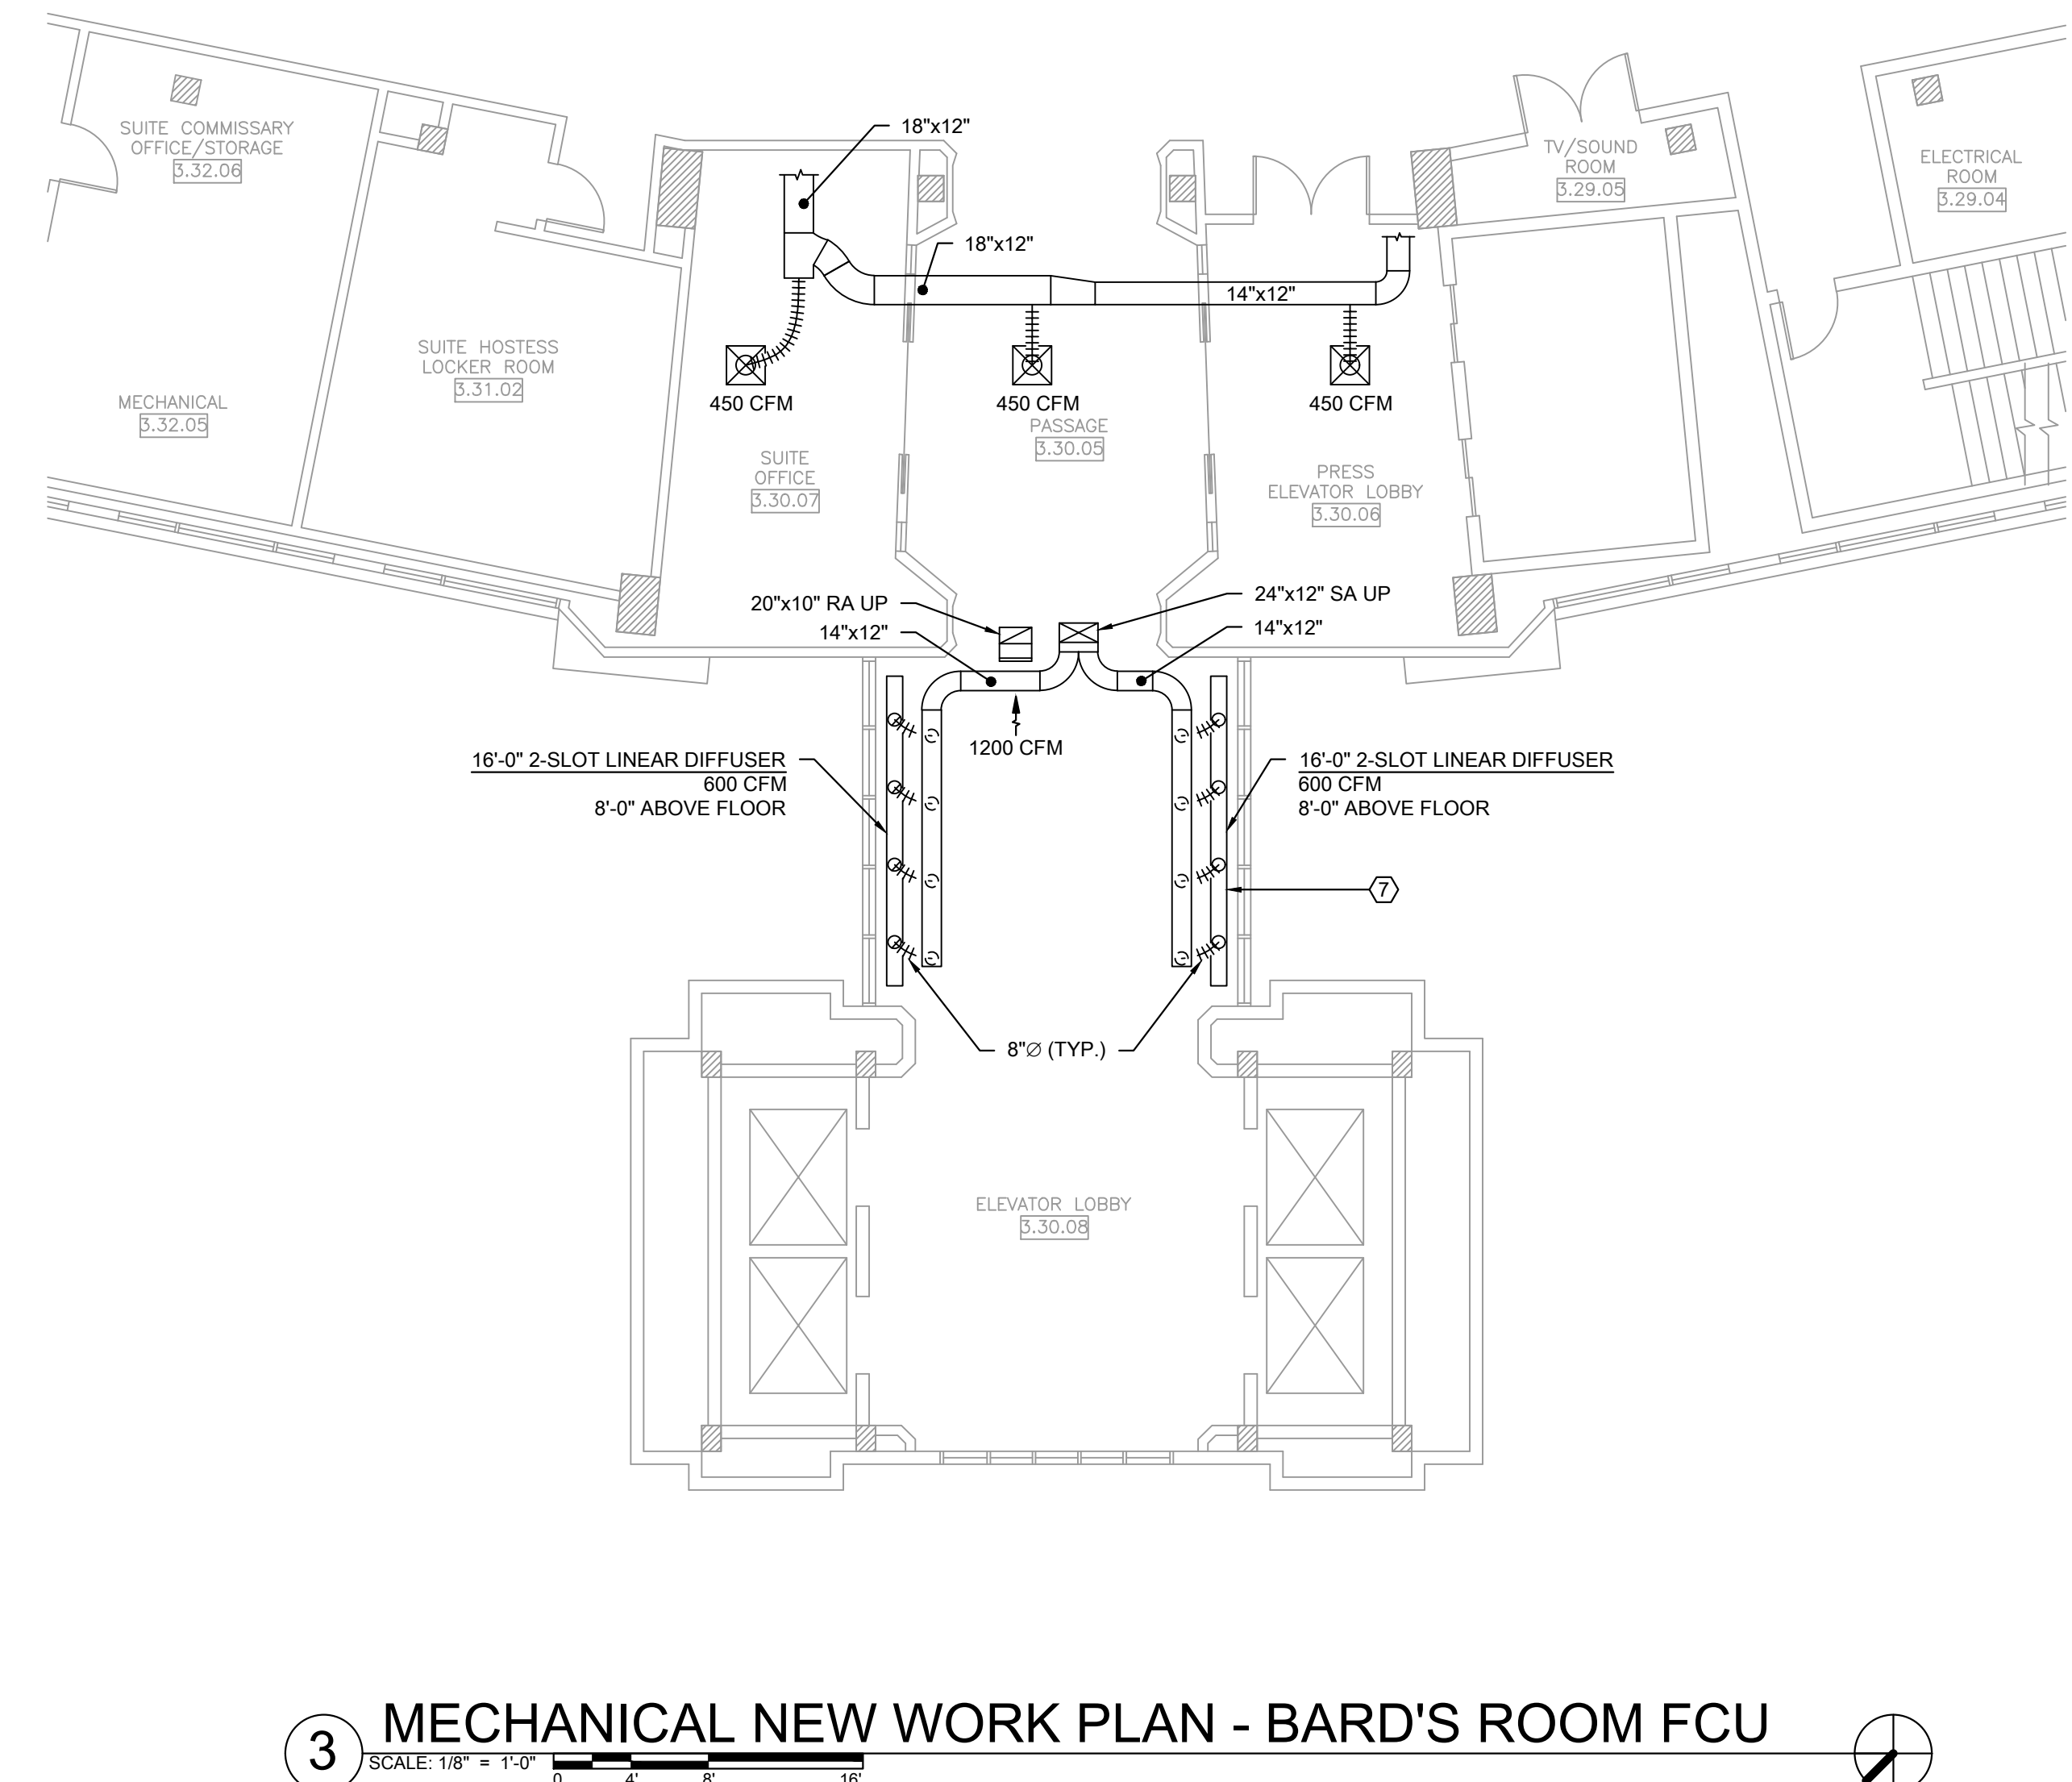 18"x12"
SUITE COMMISSARY
OFFICE/STORAGE
3.32.06
TV/SOUND
ROOM
3.29.05
ELECTRICAL
ROOM
3.29.04
18"x12"
14"x12"
SUITE HOSTESS
LOCKER ROOM
3.31.02
MECHANICAL
3.32.05
450 CFM
450 CFM
450 CFM
PASSAGE
3.30.05
SUITE
OFFICE
3.30.07
PRESS
ELEVATOR LOBBY
3.30.06
20"x10" RA UP
24"x12" SA UP
14"x12"
14"x12"
1200 CFM
16'-0" 2-SLOT LINEAR DIFFUSER
600 CFM
8'-0" ABOVE FLOOR
16'-0" 2-SLOT LINEAR DIFFUSER
600 CFM
8'-0" ABOVE FLOOR
7
8"∅ (TYP.)
ELEVATOR LOBBY
3.30.08
3
MECHANICAL NEW WORK PLAN - BARD'S ROOM FCU
SCALE: 1/8" = 1'-0"
0 4' 8' 16'